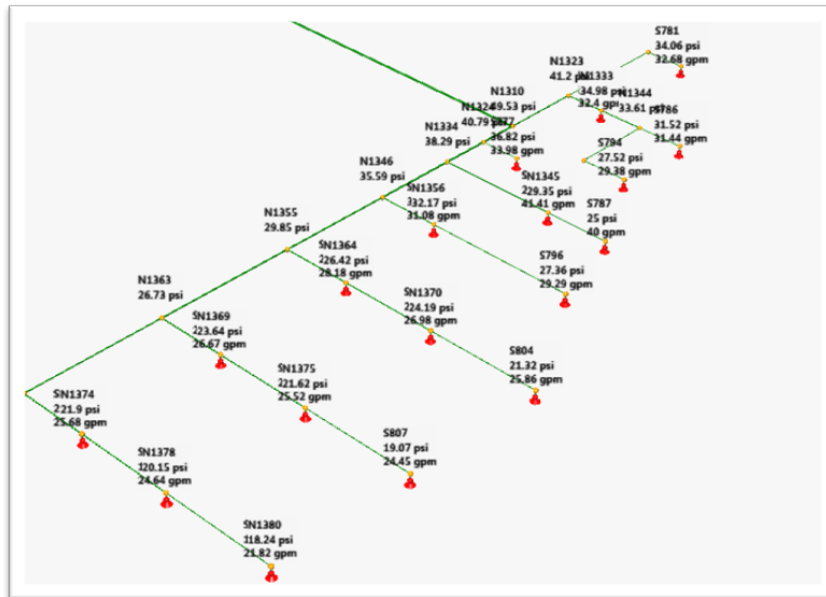 S781
34.06 psi
32.68 gpm
N1323
41.2 psi
N1333
34.98 psi
32.4 gpm
N1344
33.61 psi
S786
31.52 psi
31.44 gpm
N1310
49.53 psi
N1324
40.79 psi
36.82 psi
33.98 gpm
N1334
38.29 psi
S794
27.52 psi
29.38 gpm
N1346
35.59 psi
SN1345
29.35 psi
41.41 gpm
S787
25 psi
40 gpm
N1356
32.17 psi
31.08 gpm
N1355
29.85 psi
SN1364
26.42 psi
28.18 gpm
S796
27.36 psi
29.29 gpm
N1363
26.73 psi
SN1370
24.19 psi
26.98 gpm
SN1369
23.64 psi
26.67 gpm
S804
21.32 psi
25.86 gpm
SN1375
21.62 psi
25.52 gpm
SN1374
21.9 psi
25.68 gpm
S807
19.07 psi
24.45 gpm
SN1378
20.15 psi
24.64 gpm
SN1380
18.24 psi
21.82 gpm